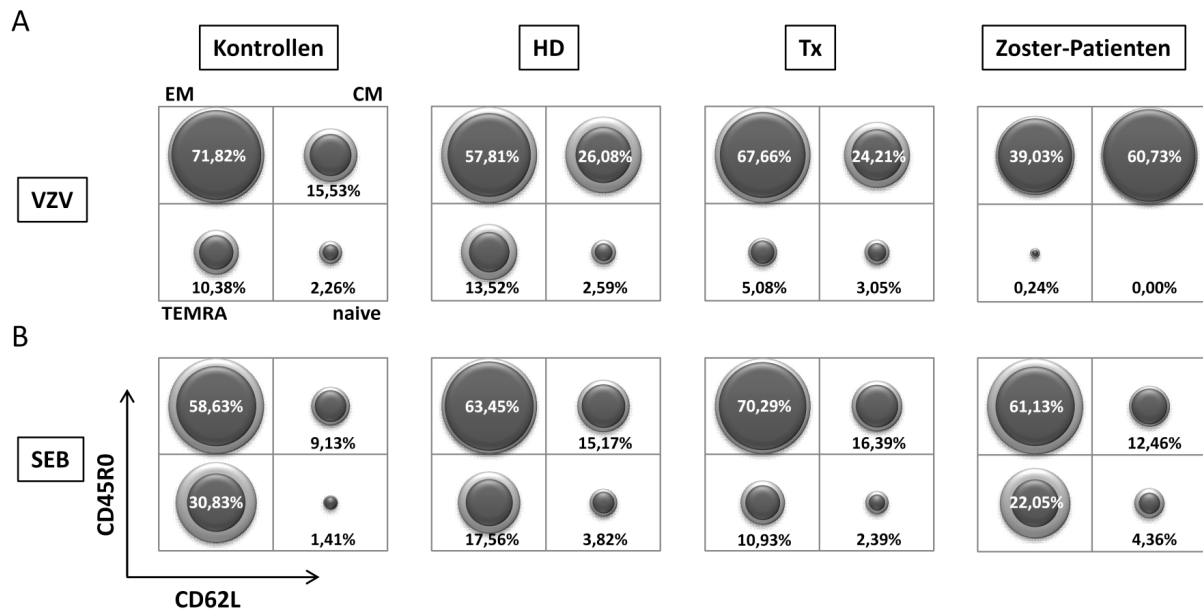 A
Kontrollen HD Tx Zoster-Patienten
EM CM
VZV
71,82% 15,53% 57,81% 26,08% 67,66% 24,21% 39,03% 60,73%
10,38% 2,26% 13,52% 2,59% 5,08% 3,05% 0,24% 0,00%
TEMRA naive
B
SEB
58,63% 9,13% 63,45% 15,17% 70,29% 16,39% 61,13% 12,46%
30,83% 1,41% 17,56% 3,82% 10,93% 2,39% 22,05% 4,36%
CD45R0
CD62L